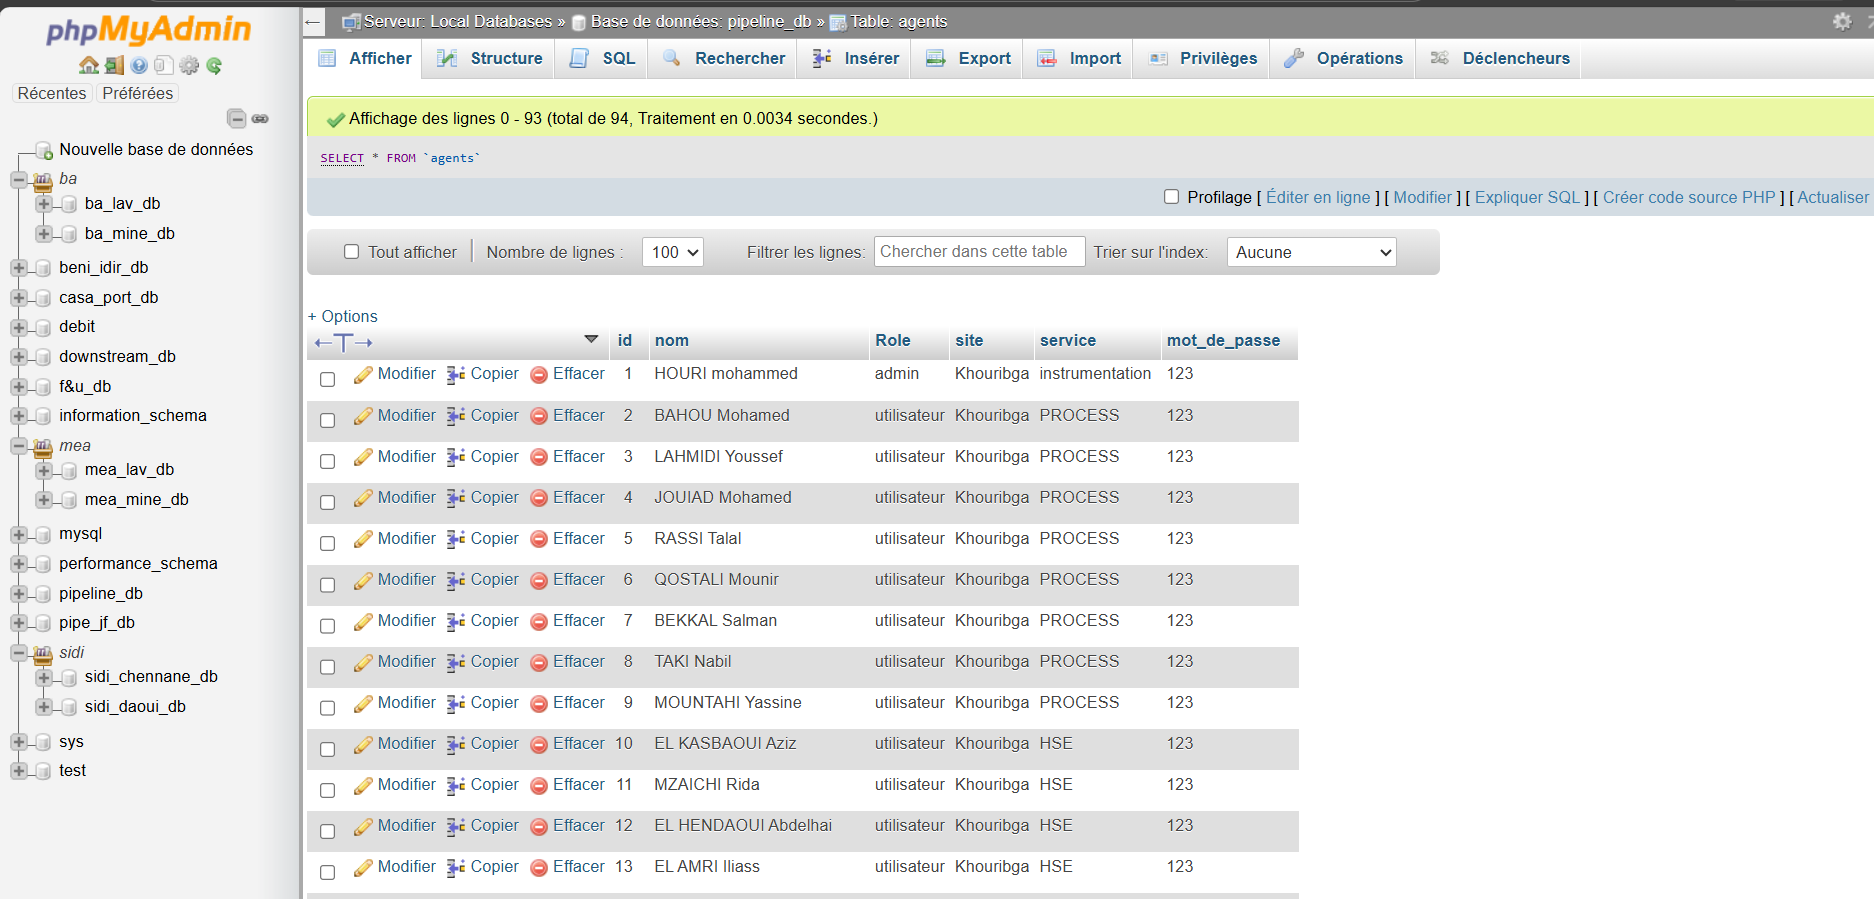 phpMyAdmin
Récentes Préférées
Nouvelle base de données
ba
ba_lav_db
ba_mine_db
beni_idir_db
casa_port_db
debit
downstream_db
f&u_db
information_schema
mea
mea_lav_db
mea_mine_db
mysql
performance_schema
pipeline_db
pipe_jf_db
sidi
sidi_chennane_db
sidi_daoui_db
sys
test
Serveur: Local Databases » Base de données: pipeline_db » Table: agents
Afficher Structure SQL Rechercher Insérer Export Import Privilèges Opérations Déclencheurs
Affichage des lignes 0 - 93 (total de 94, Traitement en 0.0034 secondes.)
SELECT * FROM `agents`
Profilage [ Éditer en ligne ] [ Modifier ] [ Expliquer SQL ] [ Créer code source PHP ] [ Actualiser
Tout afficher Nombre de lignes : 100 Filtrer les lignes: Chercher dans cette table Trier sur l'index: Aucune
+ Options
←T→ id nom Role site service mot_de_passe
Modifier Copier Effacer 1 HOURI mohammed admin Khouribga instrumentation 123
Modifier Copier Effacer 2 BAHOU Mohamed utilisateur Khouribga PROCESS 123
Modifier Copier Effacer 3 LAHMIDI Youssef utilisateur Khouribga PROCESS 123
Modifier Copier Effacer 4 JOUIAD Mohamed utilisateur Khouribga PROCESS 123
Modifier Copier Effacer 5 RASSI Talal utilisateur Khouribga PROCESS 123
Modifier Copier Effacer 6 QOSTALI Mounir utilisateur Khouribga PROCESS 123
Modifier Copier Effacer 7 BEKKAL Salman utilisateur Khouribga PROCESS 123
Modifier Copier Effacer 8 TAKI Nabil utilisateur Khouribga PROCESS 123
Modifier Copier Effacer 9 MOUNTAHI Yassine utilisateur Khouribga PROCESS 123
Modifier Copier Effacer 10 EL KASBAOUI Aziz utilisateur Khouribga HSE 123
Modifier Copier Effacer 11 MZAICHI Rida utilisateur Khouribga HSE 123
Modifier Copier Effacer 12 EL HENDAOUI Abdelhai utilisateur Khouribga HSE 123
Modifier Copier Effacer 13 EL AMRI Iliass utilisateur Khouribga HSE 123